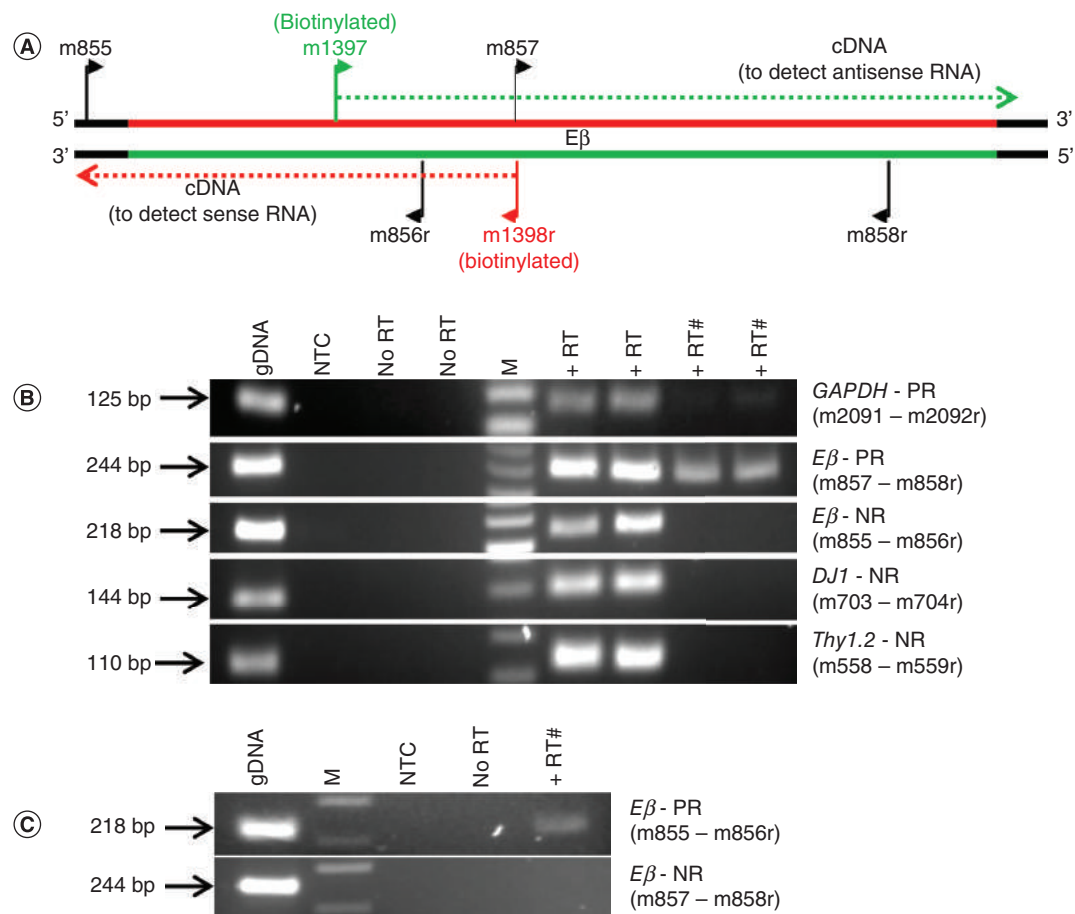 A
(Biotinylated)
m855
m1397
m857
cDNA
(to detect antisense RNA)
5’
3’
Eβ
3’
5’
cDNA
(to detect sense RNA)
m856r
m1398r
(biotinylated)
m858r
gDNA
NTC
No RT
No RT
M
+ RT
+ RT
+ RT#
+ RT#
B
125 bp
GAPDH - PR
(m2091 – m2092r)
244 bp
Eβ - PR
(m857 – m858r)
218 bp
Eβ - NR
(m855 – m856r)
144 bp
DJ1 - NR
(m703 – m704r)
110 bp
Thy1.2 - NR
(m558 – m559r)
gDNA
M
NTC
No RT
+ RT#
C
218 bp
Eβ - PR
(m855 – m856r)
244 bp
Eβ - NR
(m857 – m858r)